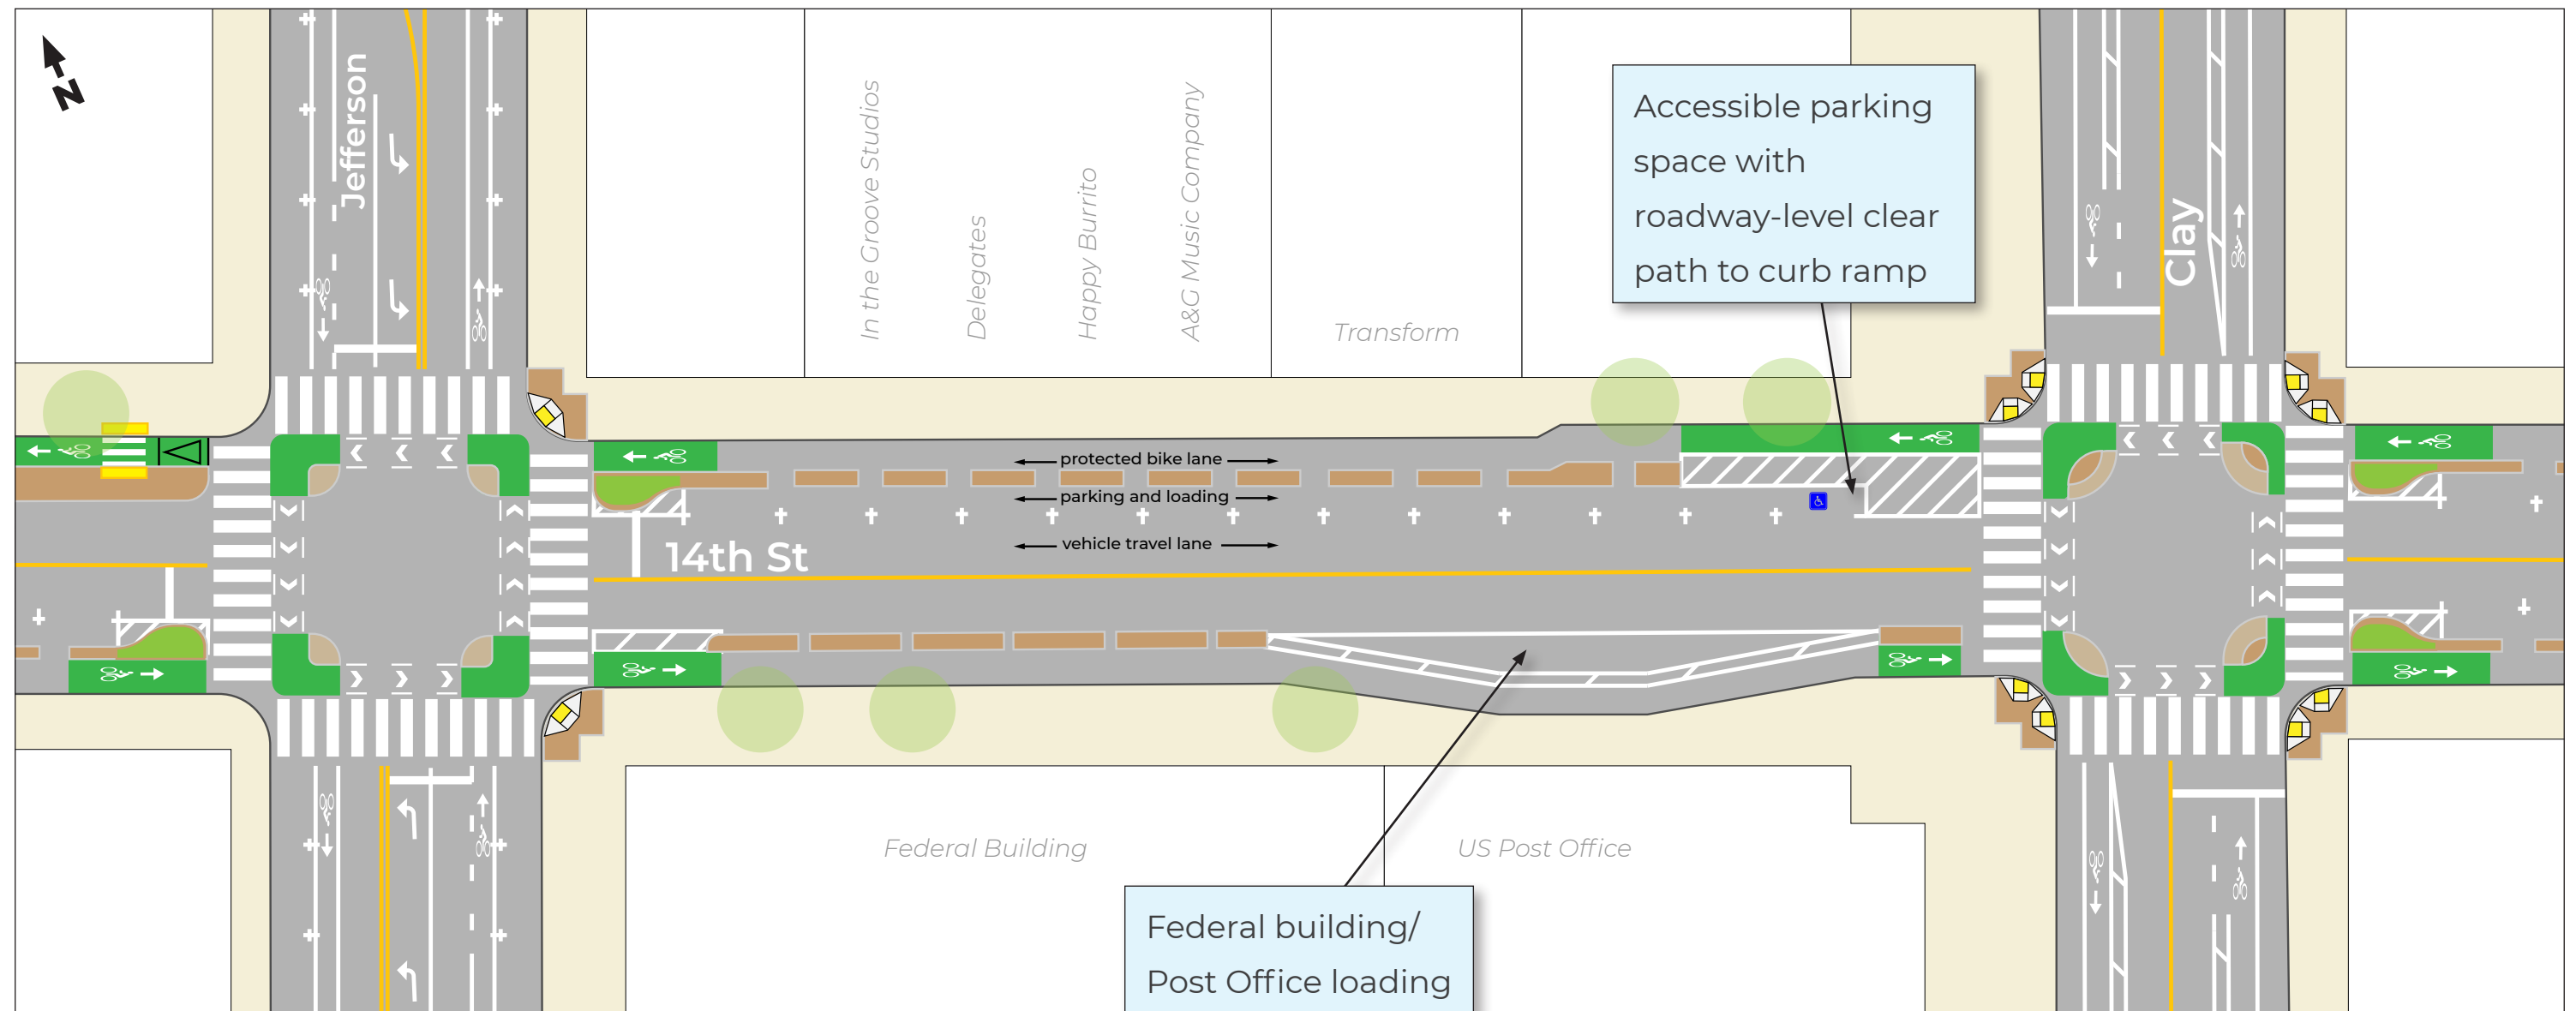 N
Jefferson
In the Groove Studios
Delegates
Happy Burrito
A&G Music Company
Transform
Accessible parking
space with
roadway-level clear
path to curb ramp
Clay
protected bike lane
parking and loading
vehicle travel lane
14th St
Federal Building
US Post Office
Federal building/
Post Office loading